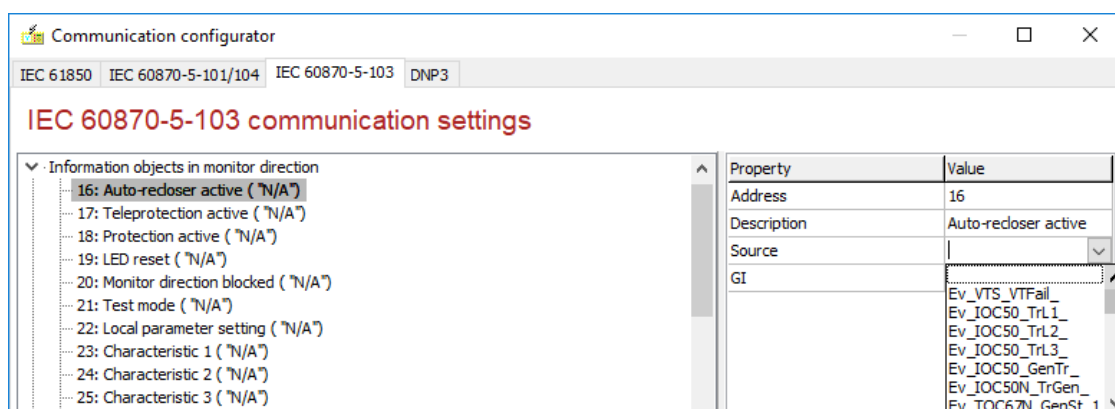 Communication configurator
IEC 61850 IEC 60870-5-101/104 IEC 60870-5-103 DNP3
IEC 60870-5-103 communication settings
Information objects in monitor direction
16: Auto-recloser active ( "N/A")
17: Teleprotection active ( "N/A")
18: Protection active ( "N/A")
19: LED reset ( "N/A")
20: Monitor direction blocked ( "N/A")
21: Test mode ( "N/A")
22: Local parameter setting ( "N/A")
23: Characteristic 1 ( "N/A")
24: Characteristic 2 ( "N/A")
25: Characteristic 3 ( "N/A")
Property Value
Address 16
Description Auto-recloser active
Source
GI
Ev_VTS_VTFail_
Ev_IOC50_TrL1_
Ev_IOC50_TrL2_
Ev_IOC50_TrL3_
Ev_IOC50_GenTr_
Ev_IOC50N_TrGen_
Ev_TOC67N_GenSt_1